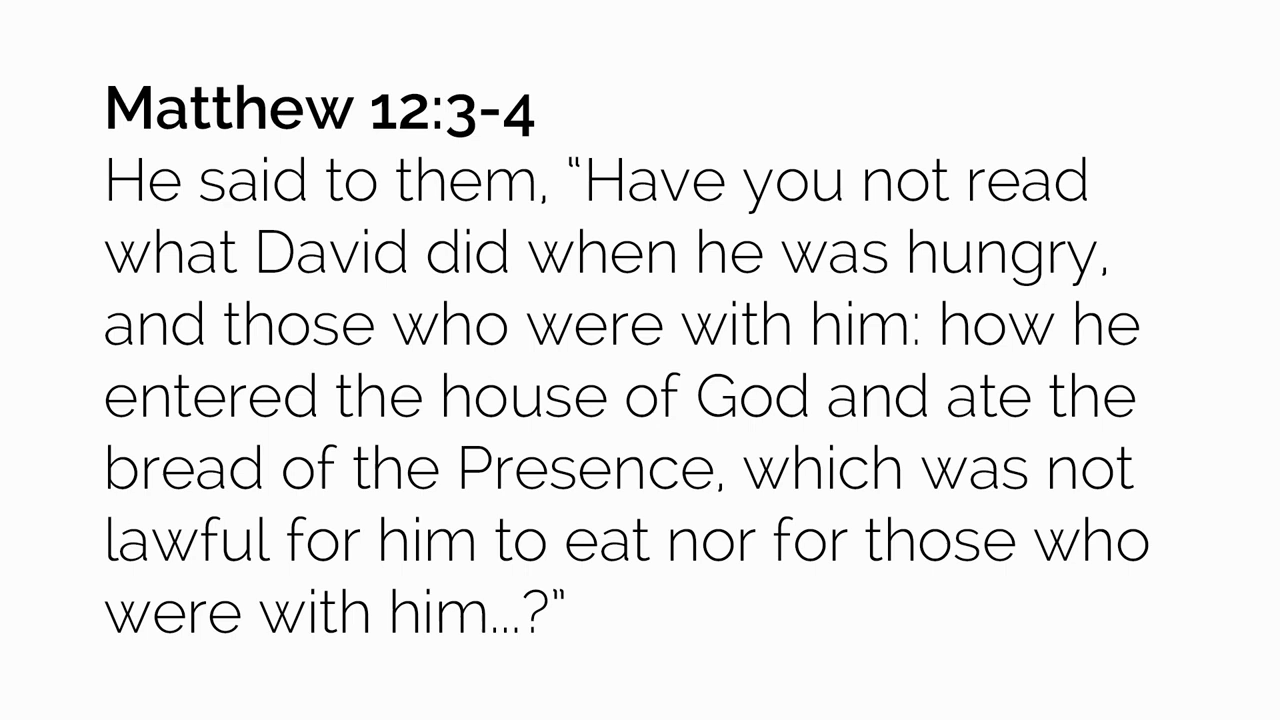 Matthew 12:3-4
He said to them, “Have you not read
what David did when he was hungry,
and those who were with him: how he
entered the house of God and ate the
bread of the Presence, which was not
lawful for him to eat nor for those who
were with him...?”